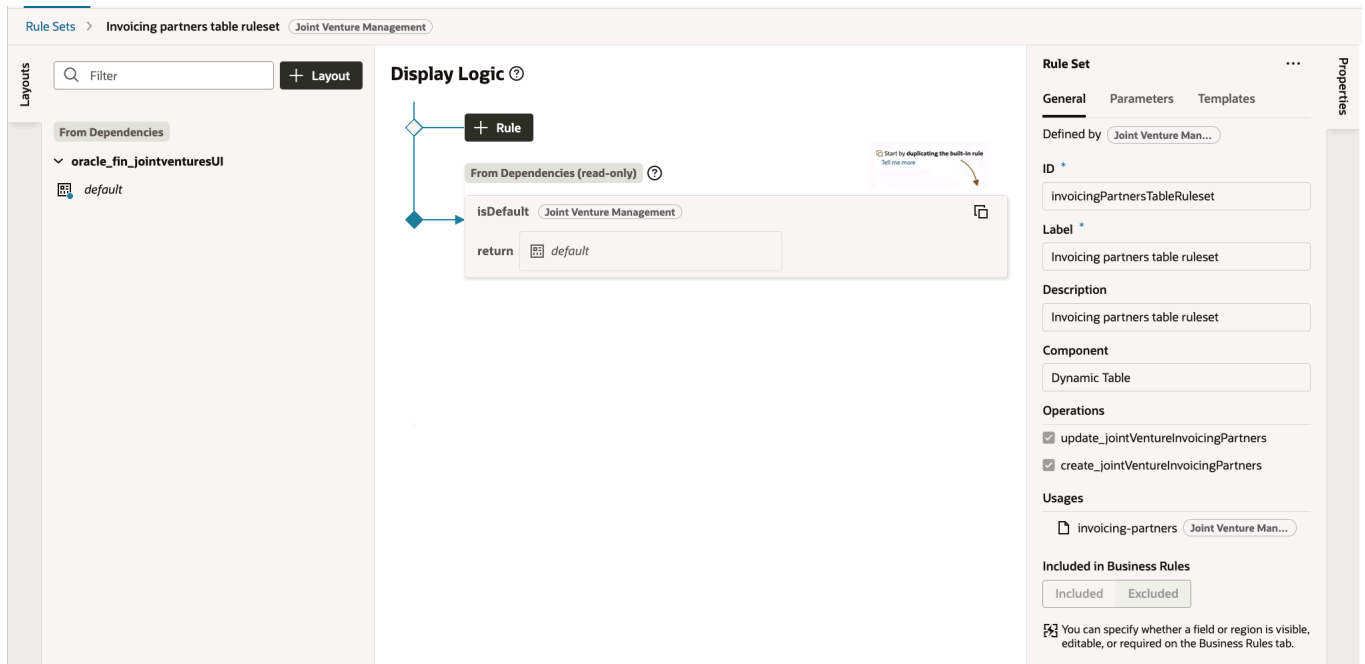 Rule Sets > Invoicing partners table ruleset Joint Venture Management
Layouts
Filter
+ Layout
From Dependencies
oracle_fin_jointventuresUI
default
Display Logic
+ Rule
Start by duplicating the built-in rule
Tell me more
From Dependencies (read-only)
isDefault Joint Venture Management
return default
Rule Set
General Parameters Templates
Defined by Joint Venture Man...
ID *
invoicingPartnersTableRuleset
Label *
Invoicing partners table ruleset
Description
Invoicing partners table ruleset
Component
Dynamic Table
Operations
update_jointVentureInvoicingPartners
create_jointVentureInvoicingPartners
Usages
invoicing-partners Joint Venture Man...
Included in Business Rules
Included Excluded
You can specify whether a field or region is visible,
editable, or required on the Business Rules tab.
Properties